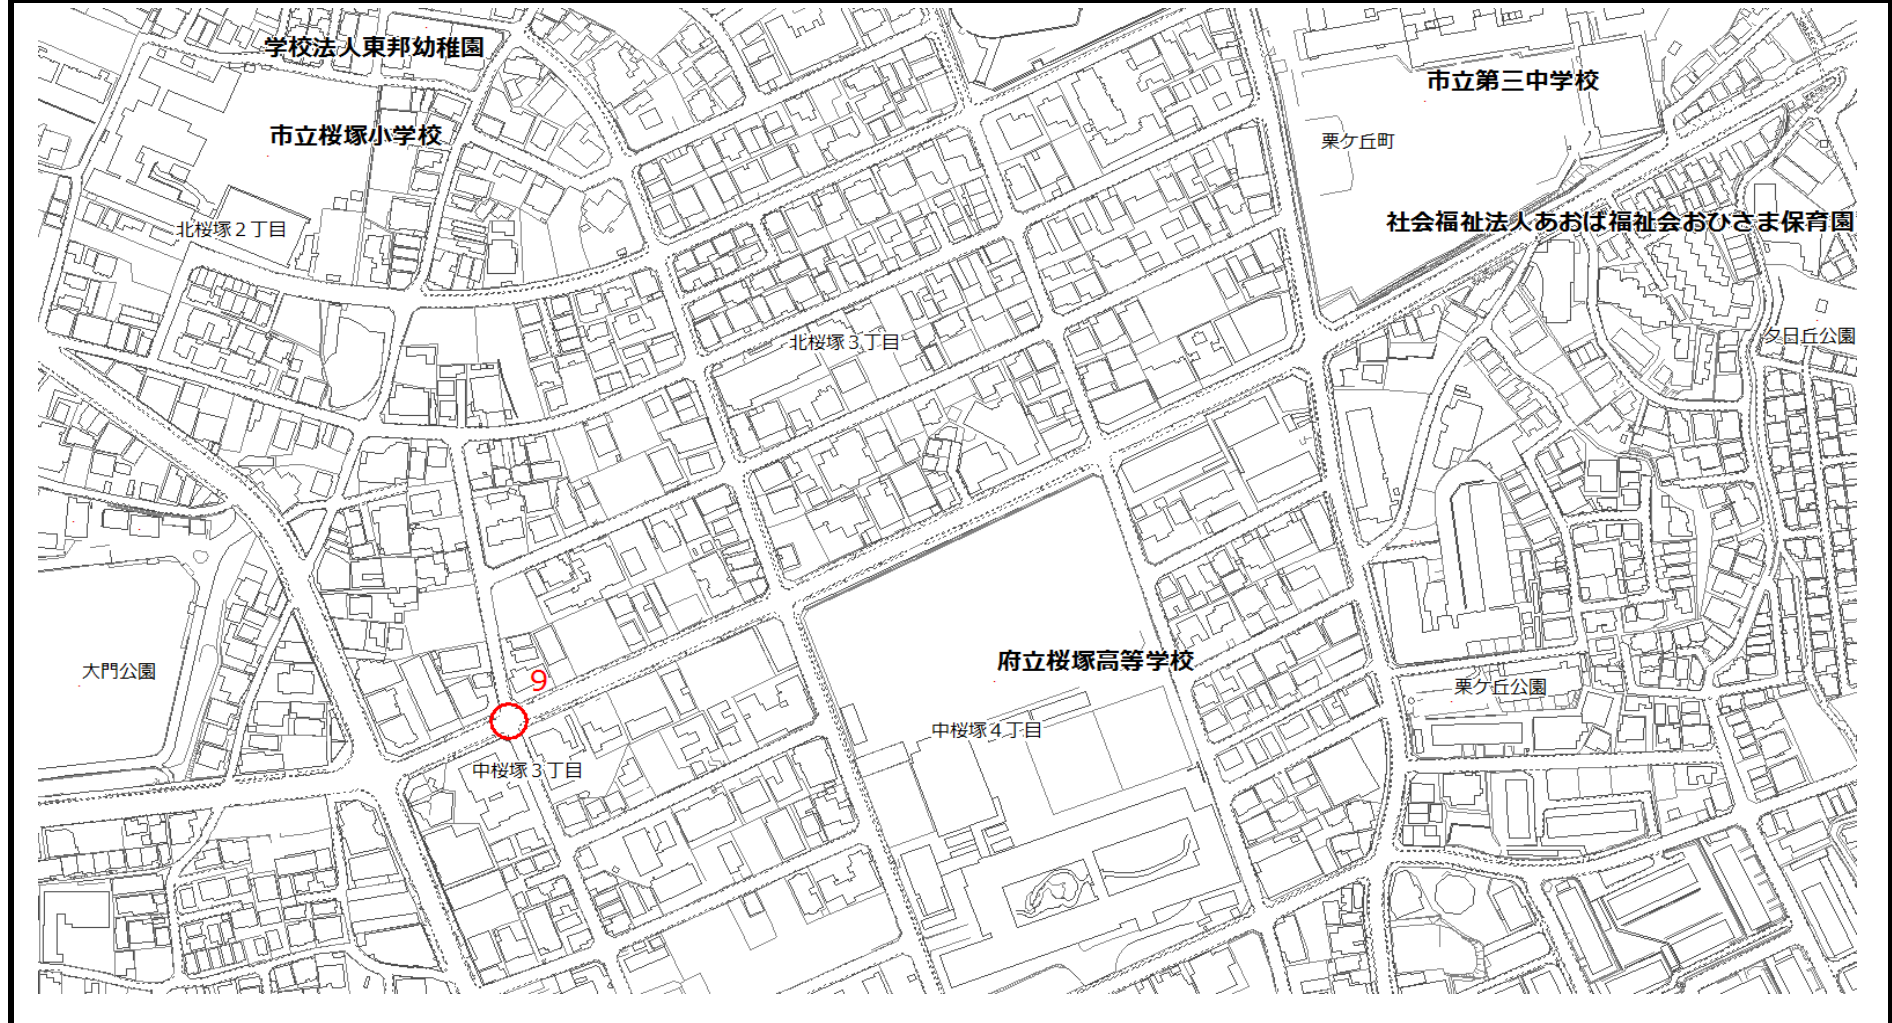 学校法人東邦幼稚園
市立第三中学校
市立桜塚小学校
栗ケ丘町
社会福祉法人あおば福祉会おひさま保育園
北桜塚２丁目
夕日丘公園
北桜塚３丁目
府立桜塚高等学校
大門公園
9
栗ケ丘公園
中桜塚４丁目
中桜塚３丁目